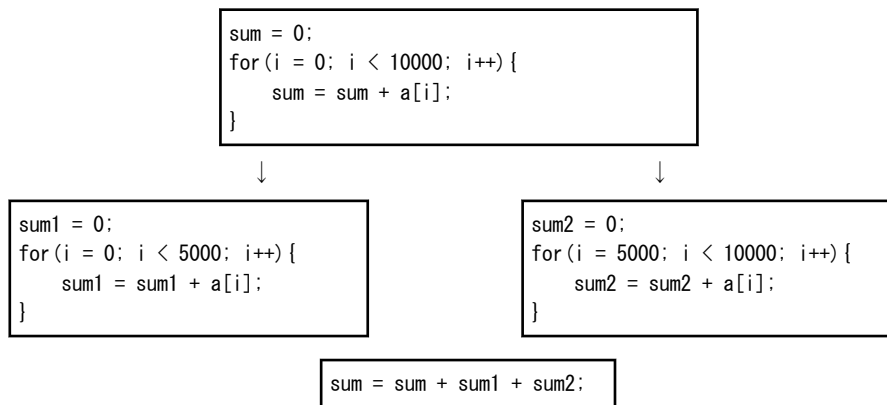 sum = 0;
for(i = 0; i < 10000; i++){
    sum = sum + a[i];
}
↓ ↓
sum1 = 0;
for(i = 0; i < 5000; i++){
    sum1 = sum1 + a[i];
}
sum2 = 0;
for(i = 5000; i < 10000; i++){
    sum2 = sum2 + a[i];
}
sum = sum + sum1 + sum2;